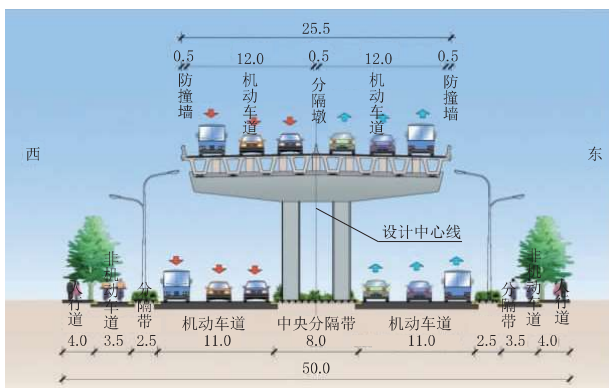 25.5
0.5 12.0 0.5 12.0 0.5
防撞墙 机动车道 分隔墩 机动车道 防撞墙
西 东
设计中心线
人行道 非机动车道 分隔带 机动车道 中央分隔带 机动车道 分隔带 非机动车道 人行道
4.0 3.5 2.5 11.0 8.0 11.0 2.5 3.5 4.0
50.0